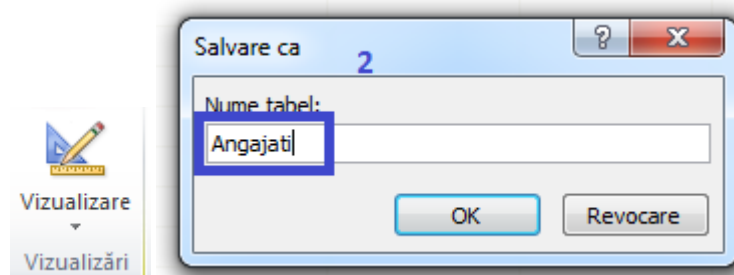 Salvare ca
2
Nume tabel:
Angajati
OK
Revocare
Vizualizare
Vizualizări